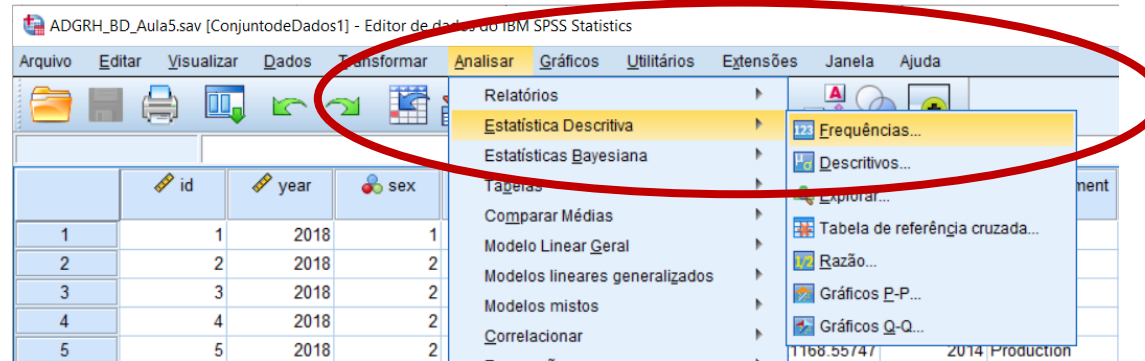 ADGRH_BD_Aula5.sav [ConjuntodeDados1] - Editor de dados do IBM SPSS Statistics
Arquivo Editar Visualizar Dados Transformar Analisar Gráficos Utilitários Extensões Janela Ajuda
Relatórios
Estatística Descritiva
Estatísticas Bayesiana
Tabelas
Comparar Médias
Modelo Linear Geral
Modelos lineares generalizados
Modelos mistos
Correlacionar
123 Frequências...
Descritivos...
Explorar...
Tabela de referência cruzada...
1/2 Razão...
Gráficos P-P...
Gráficos Q-Q...
id year sex
1 1 2018 1
2 2 2018 2
3 3 2018 2
4 4 2018 2
5 5 2018 2 1168.55747 2014 Production